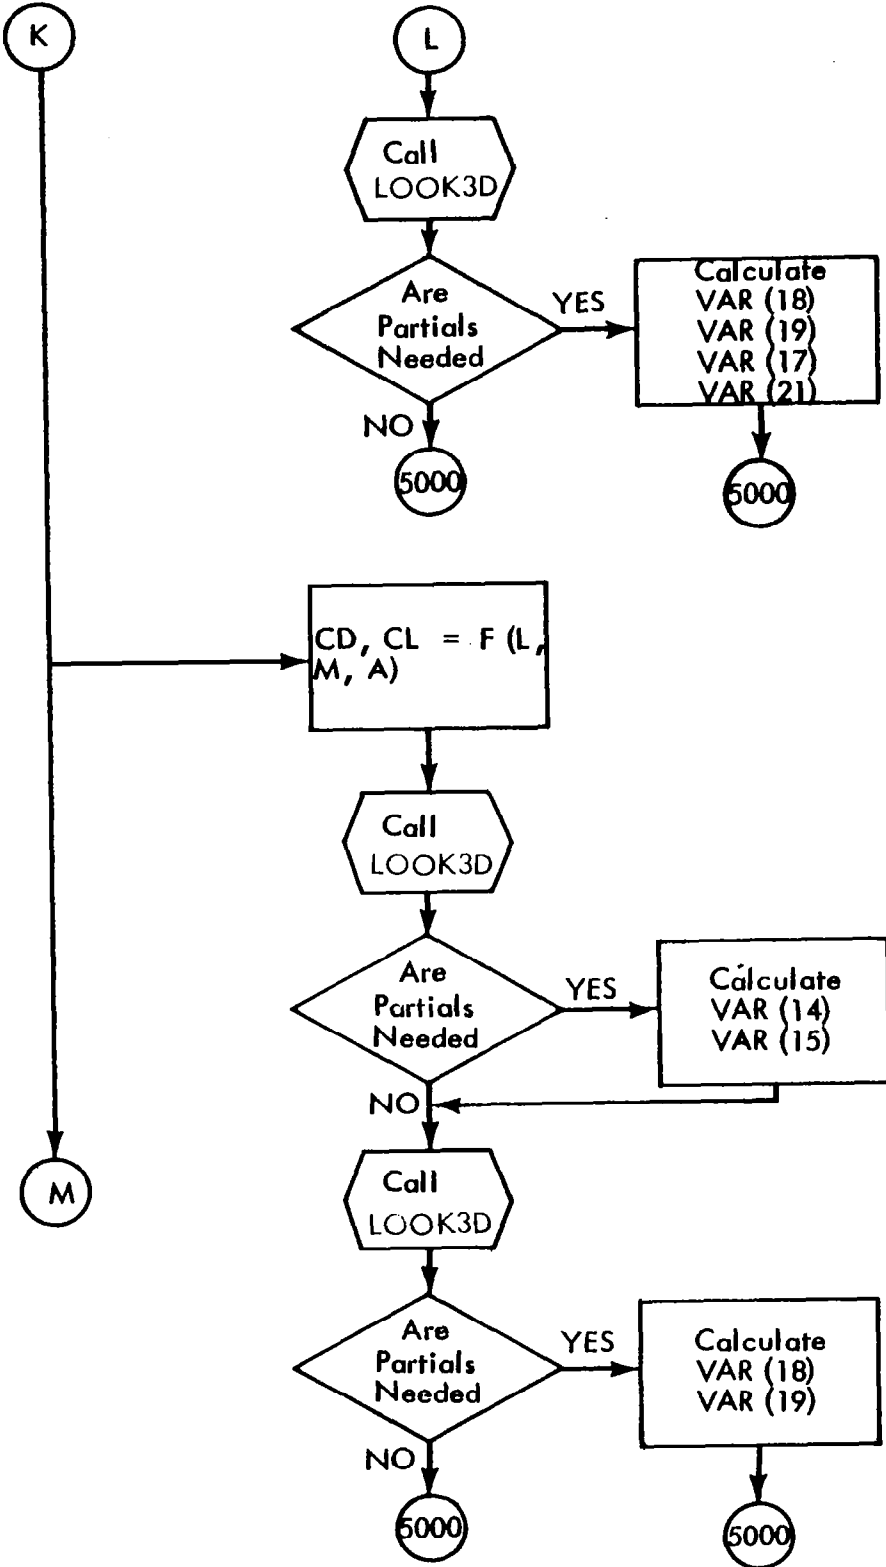 K
L
Call
LOOK3D
Are
Partials
Needed
YES
Calculate
VAR (18)
VAR (19)
VAR (17)
VAR (21)
NO
5000
5000
CD, CL = F (L,
M, A)
Call
LOOK3D
Are
Partials
Needed
YES
Calculate
VAR (14)
VAR (15)
NO
M
Call
LOOK3D
Are
Partials
Needed
YES
Calculate
VAR (18)
VAR (19)
NO
5000
5000